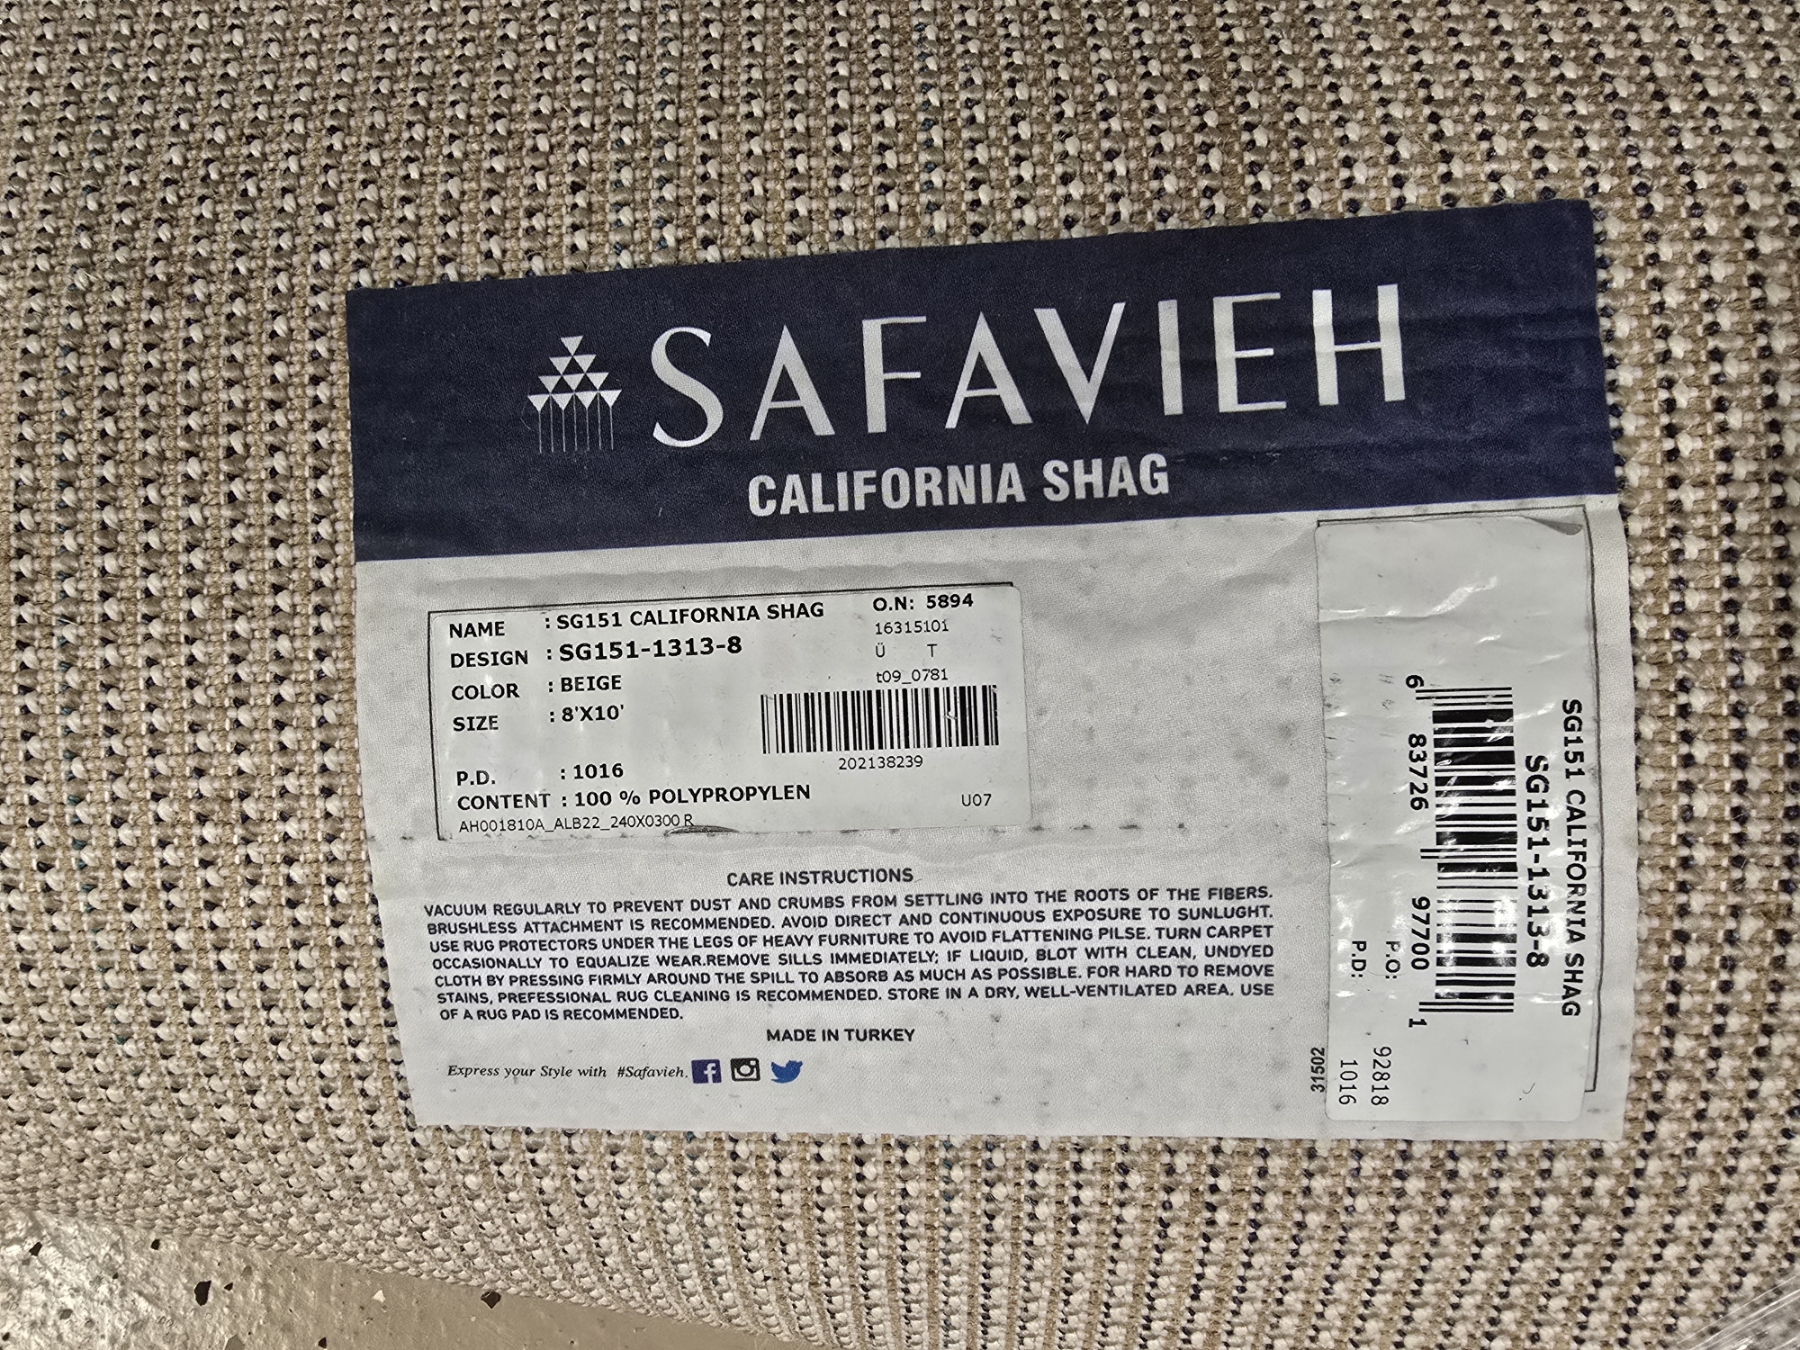 SAFAVIEH
CALIFORNIA SHAG
NAME : SG151 CALIFORNIA SHAG
DESIGN : SG151-1313-8
COLOR : BEIGE
SIZE : 8'X10'
P.D. : 1016
CONTENT : 100 % POLYPROPYLEN
AH001810A_ALB22_240X0300 R
O.N: 5894
16315101
Ü T
t09_0781
202138239
U07
CARE INSTRUCTIONS
VACUUM REGULARLY TO PREVENT DUST AND CRUMBS FROM SETTLING INTO THE ROOTS OF THE FIBERS.
BRUSHLESS ATTACHMENT IS RECOMMENDED. AVOID DIRECT AND CONTINUOUS EXPOSURE TO SUNLUGHT.
USE RUG PROTECTORS UNDER THE LEGS OF HEAVY FURNITURE TO AVOID FLATTENING PILSE. TURN CARPET
OCCASIONALLY TO EQUALIZE WEAR.REMOVE SILLS IMMEDIATELY; IF LIQUID, BLOT WITH CLEAN, UNDYED
CLOTH BY PRESSING FIRMLY AROUND THE SPILL TO ABSORB AS MUCH AS POSSIBLE. FOR HARD TO REMOVE
STAINS, PREFESSIONAL RUG CLEANING IS RECOMMENDED. STORE IN A DRY, WELL-VENTILATED AREA. USE
OF A RUG PAD IS RECOMMENDED.
MADE IN TURKEY
Express your Style with #Safavieh.
SG151 CALIFORNIA SHAG
SG151-1313-8
6 83726 97700 1
P.O: 92818
P.D: 1016
31502